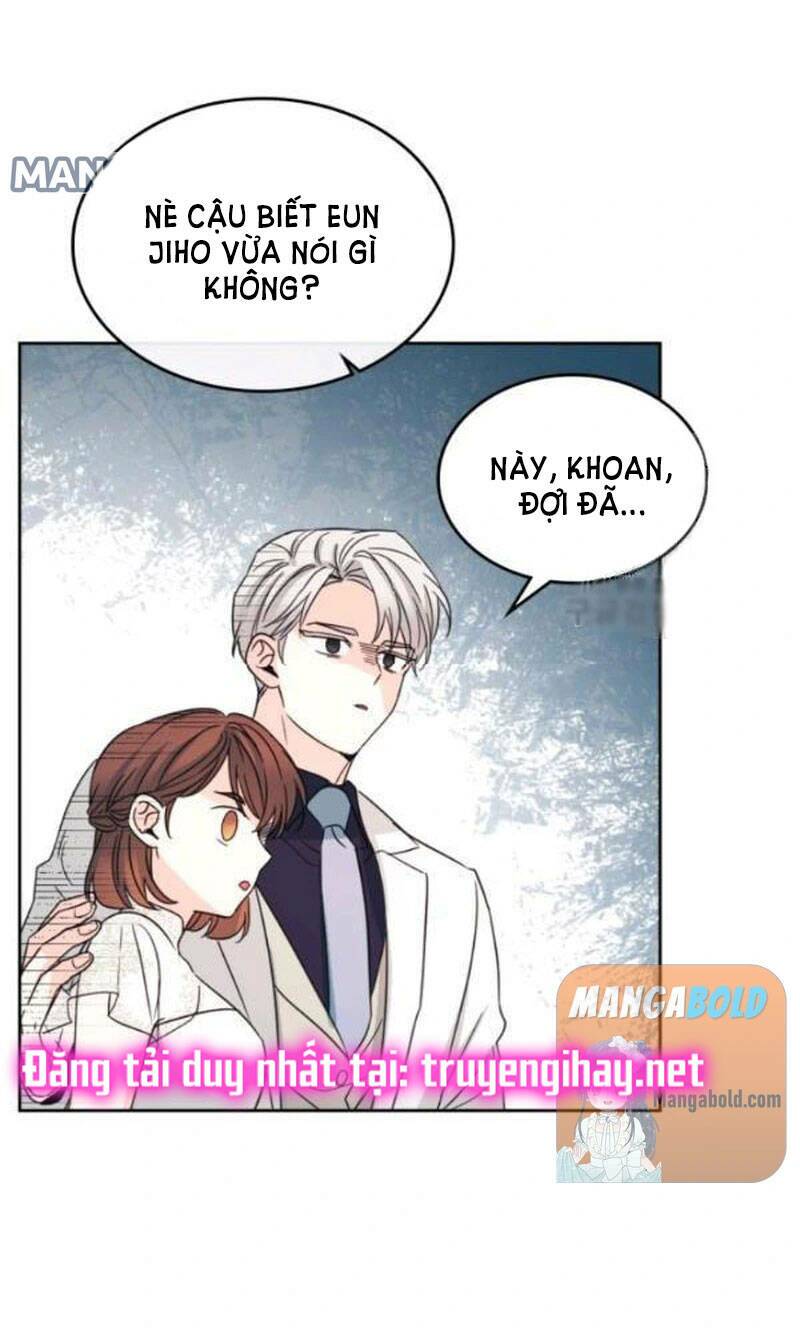 MAN
NÈ CẬU BIẾT EUN
JIHO VỪA NÓI GÌ
KHÔNG?
NÀY, KHOAN,
ĐỢI ĐÃ...
MANGABOLD
Đăng tải duy nhất tại: truyengihay.net
Mangabold.com